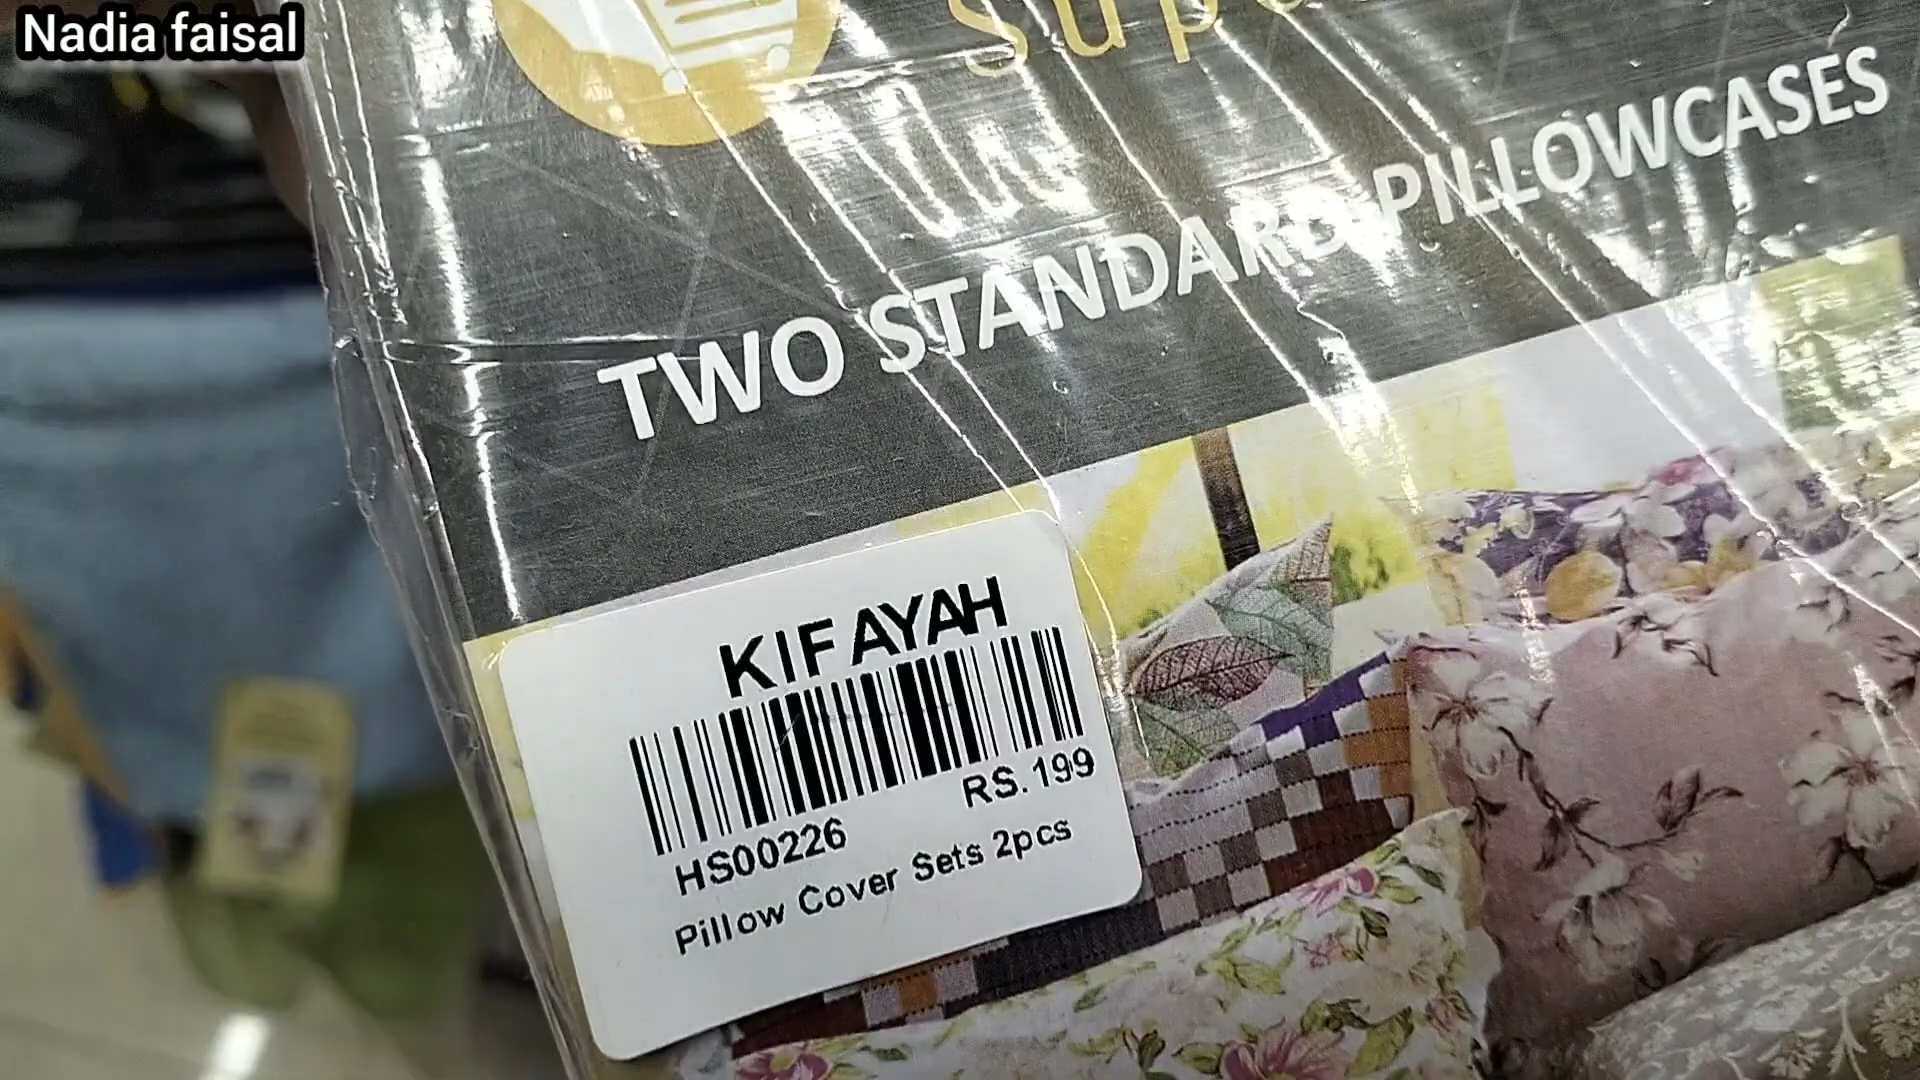 Nadia faisal
TWO STANDARD PILLOWCASES
KIFAYAH
RS. 199
HS00226
Pillow Cover Sets 2pcs